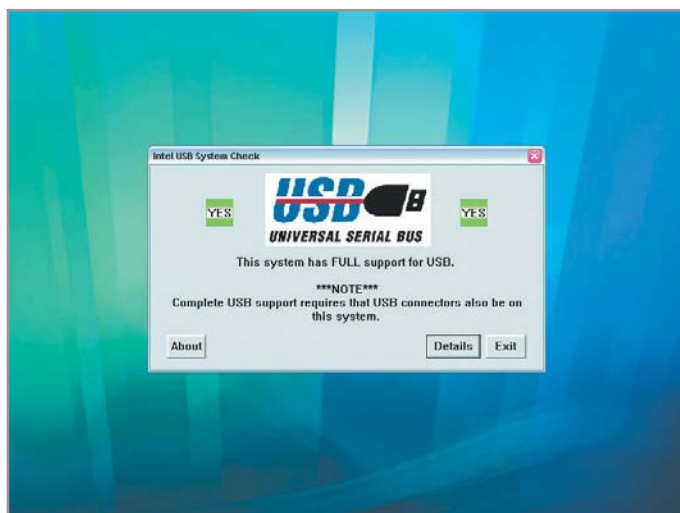 Intel USB System Check
YES
USB
YES
UNIVERSAL SERIAL BUS
This system has FULL support for USB.
***NOTE***
Complete USB support requires that USB connectors also be on
this system.
About
Details
Exit